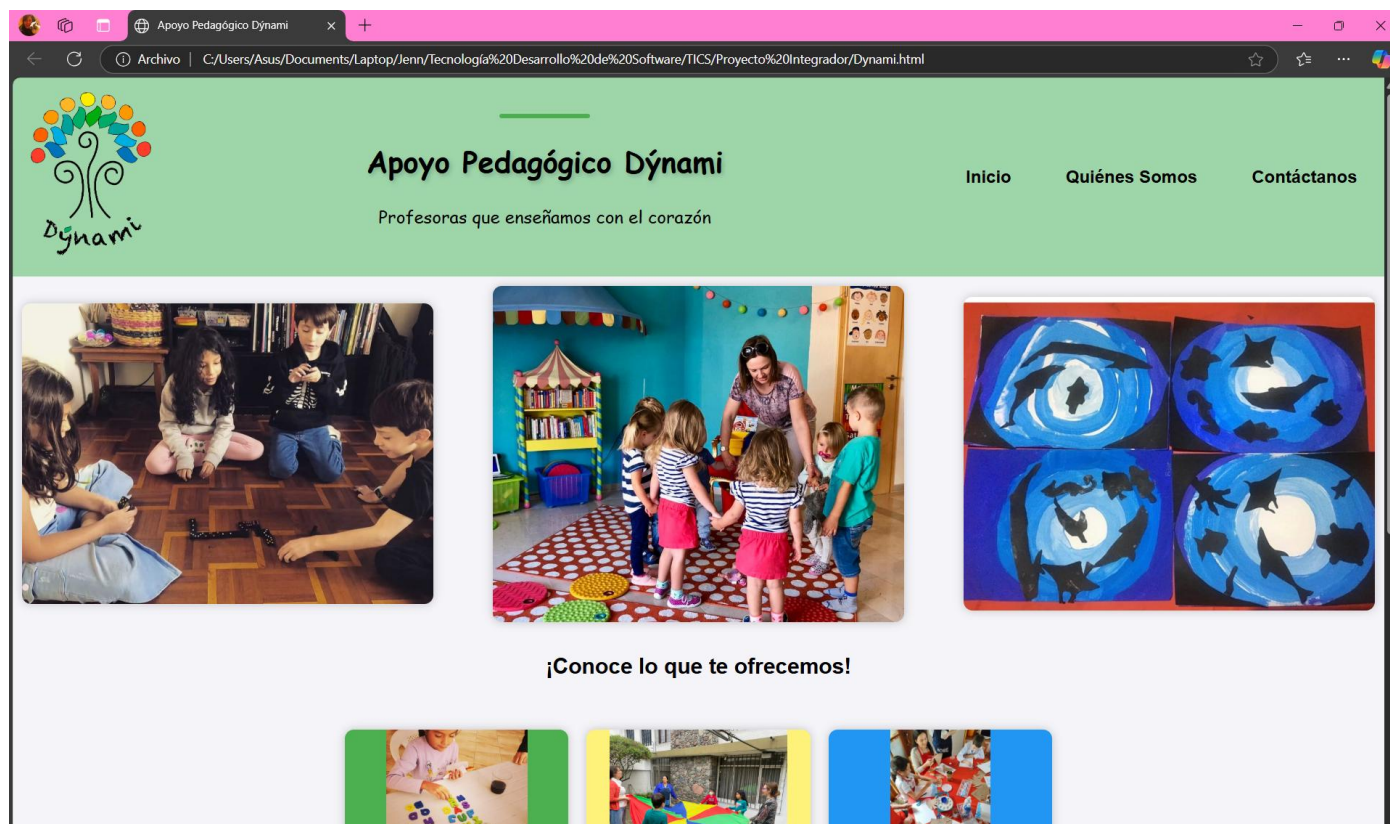 Apoyo Pedagógico Dýnami
Archivo | C:/Users/Asus/Documents/Laptop/Jenn/Tecnología%20Desarrollo%20de%20Software/TICS/Proyecto%20Integrador/Dynami.html
Dýnami
Apoyo Pedagógico Dýnami
Profesoras que enseñamos con el corazón
Inicio
Quiénes Somos
Contáctanos
¡Conoce lo que te ofrecemos!